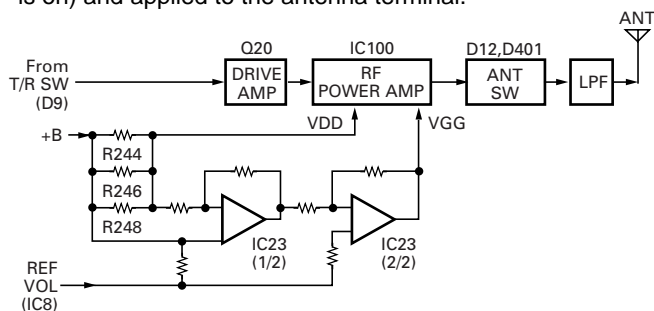 is on) and applied to the antenna terminal.
ANT
Q20
IC100
D12,D401
From
T/R SW
(D9)
DRIVE
AMP
RF
POWER AMP
ANT
SW
LPF
+B
VDD
VGG
R244
R246
R248
IC23
(1/2)
IC23
(2/2)
REF
VOL
(IC8)